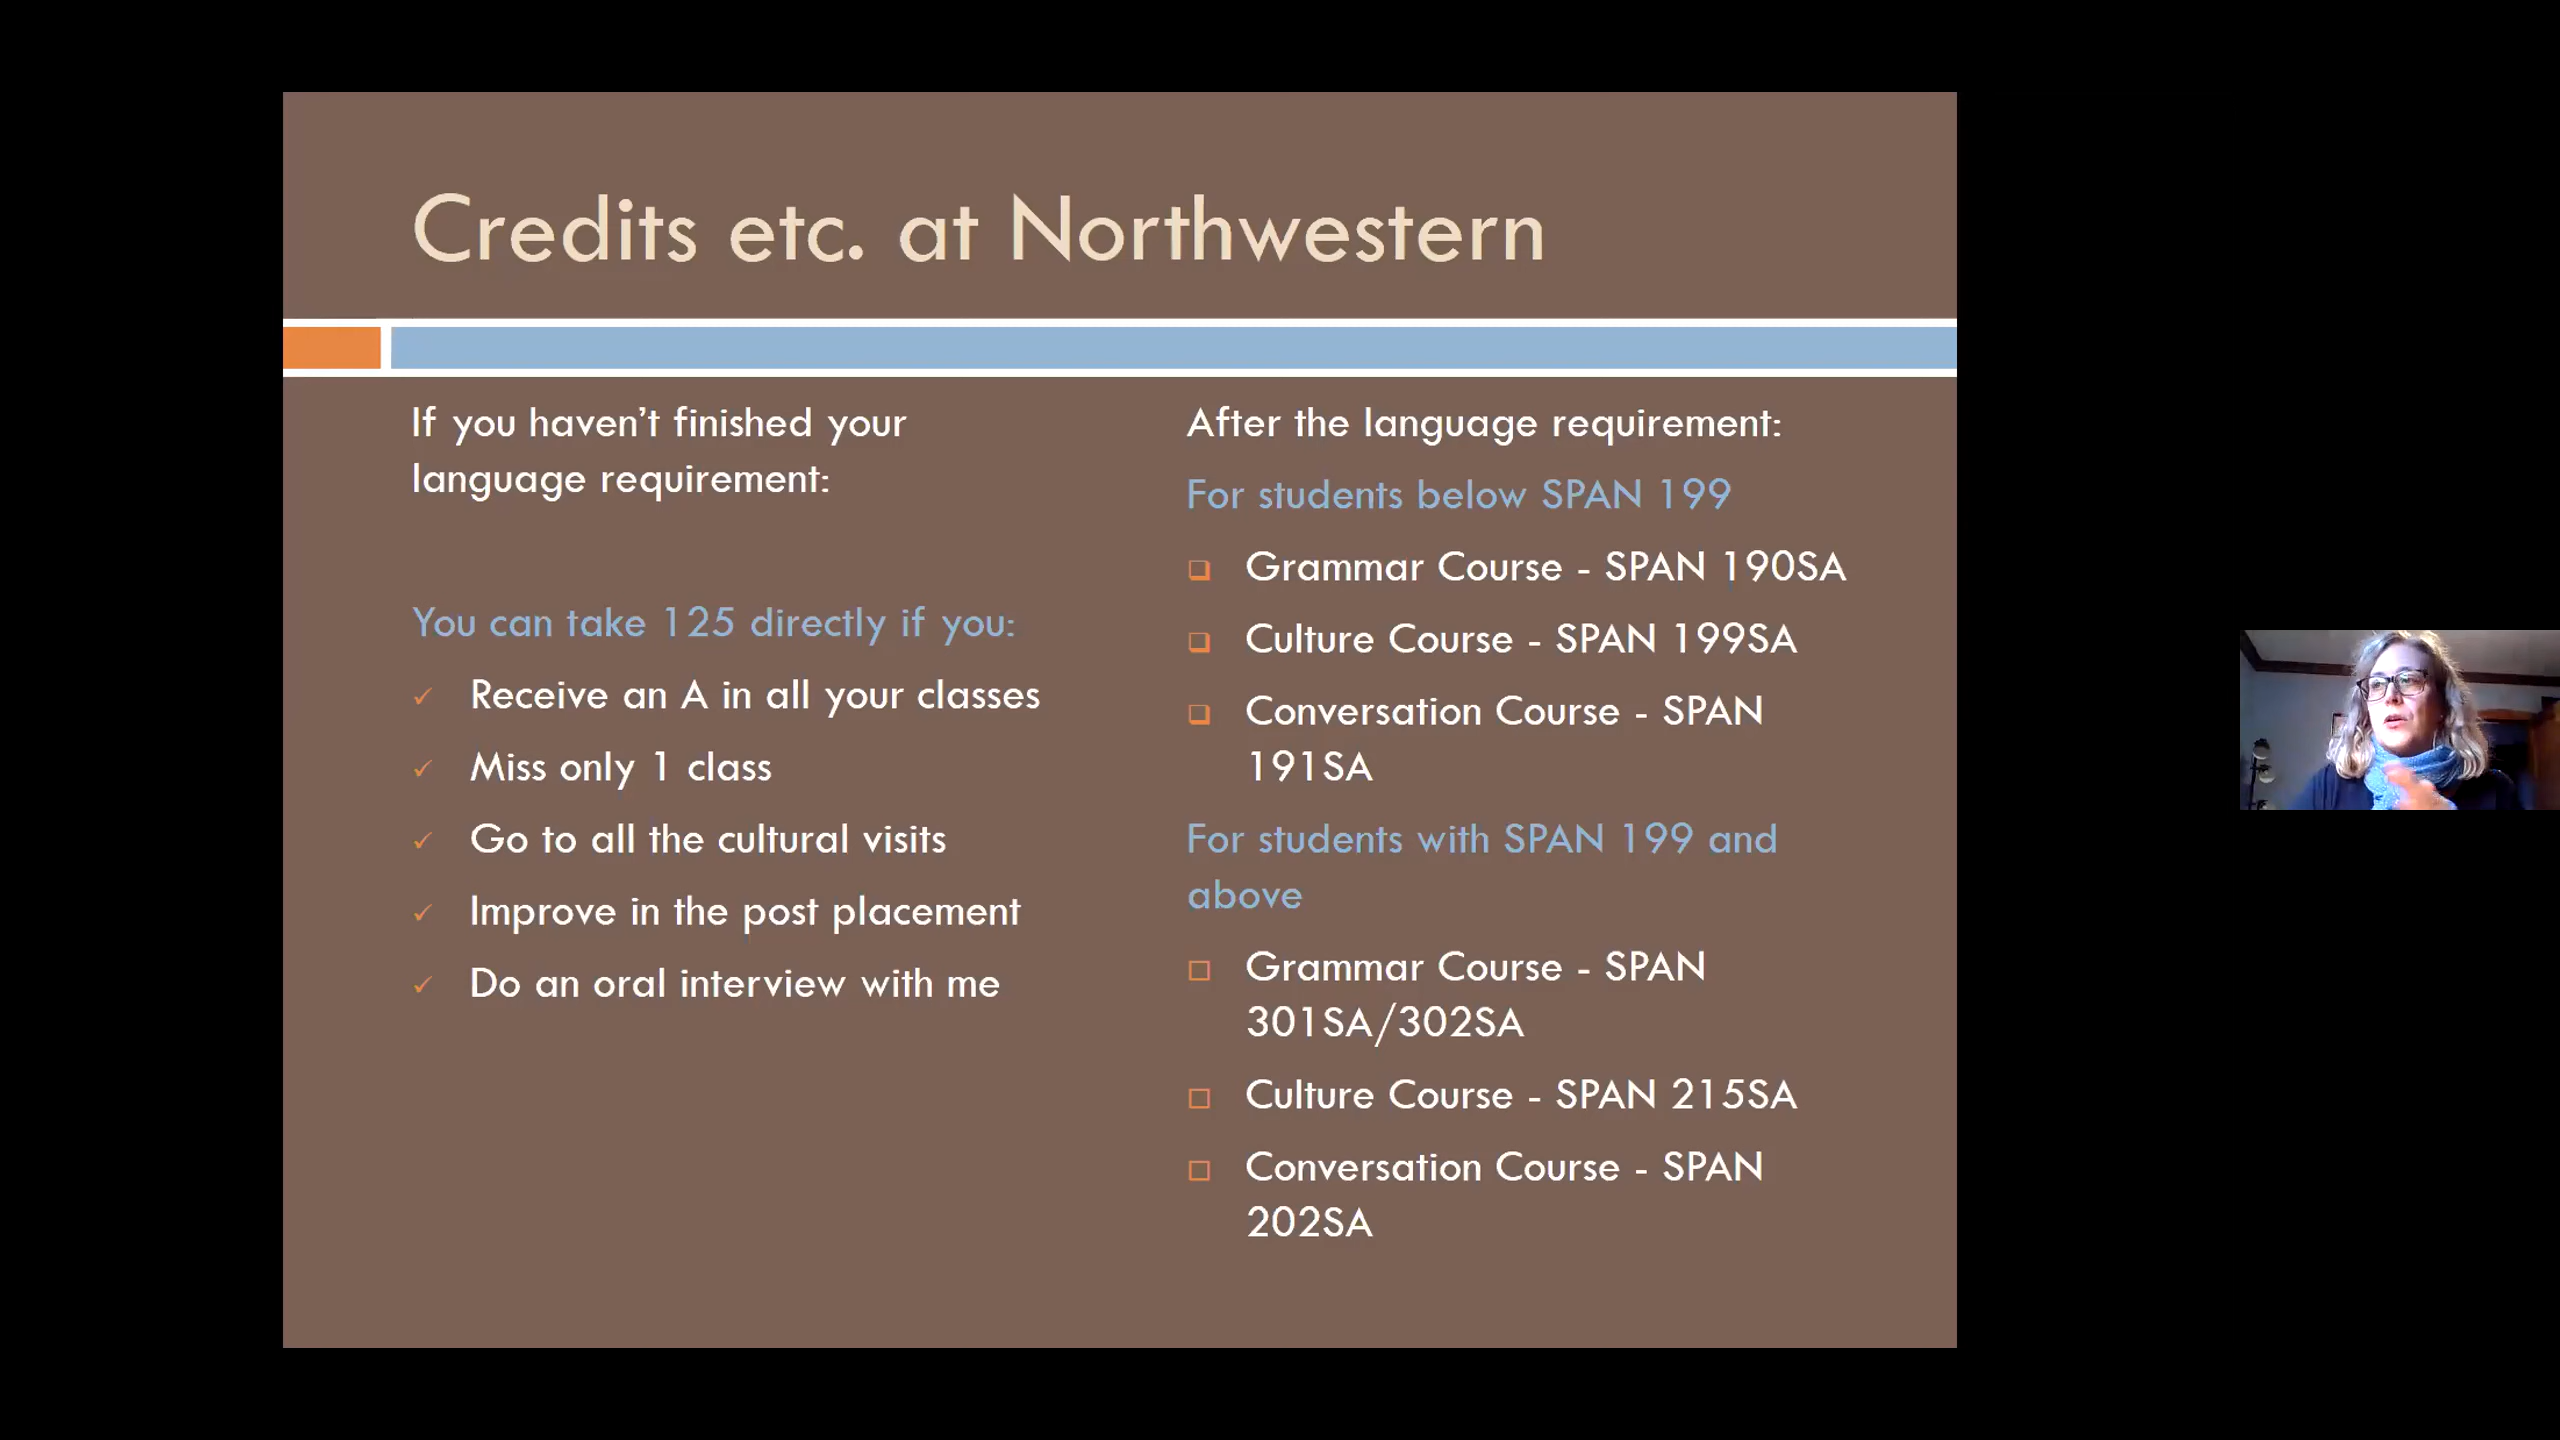 Credits etc. at Northwestern
If you haven't finished your
language requirement:
You can take 125 directly if you:
Receive an A in all your classes
Miss only 1 class
Go to all the cultural visits
Improve in the post placement
Do an oral interview with me
After the language requirement:
For students below SPAN 199
Grammar Course - SPAN 190SA
Culture Course - SPAN 199SA
Conversation Course - SPAN
191SA
For students with SPAN 199 and
above
Grammar Course - SPAN
301SA/302SA
Culture Course - SPAN 215SA
Conversation Course - SPAN
202SA